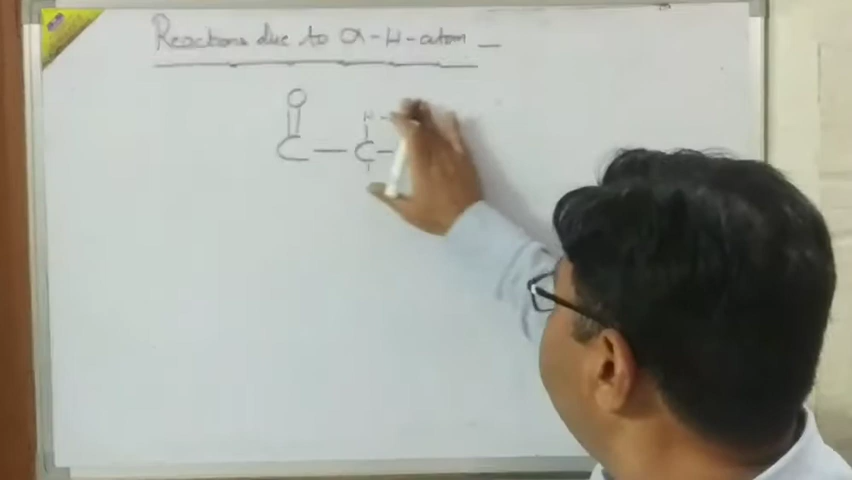 Reactions due to α-H-atom —
O
H
C — C -